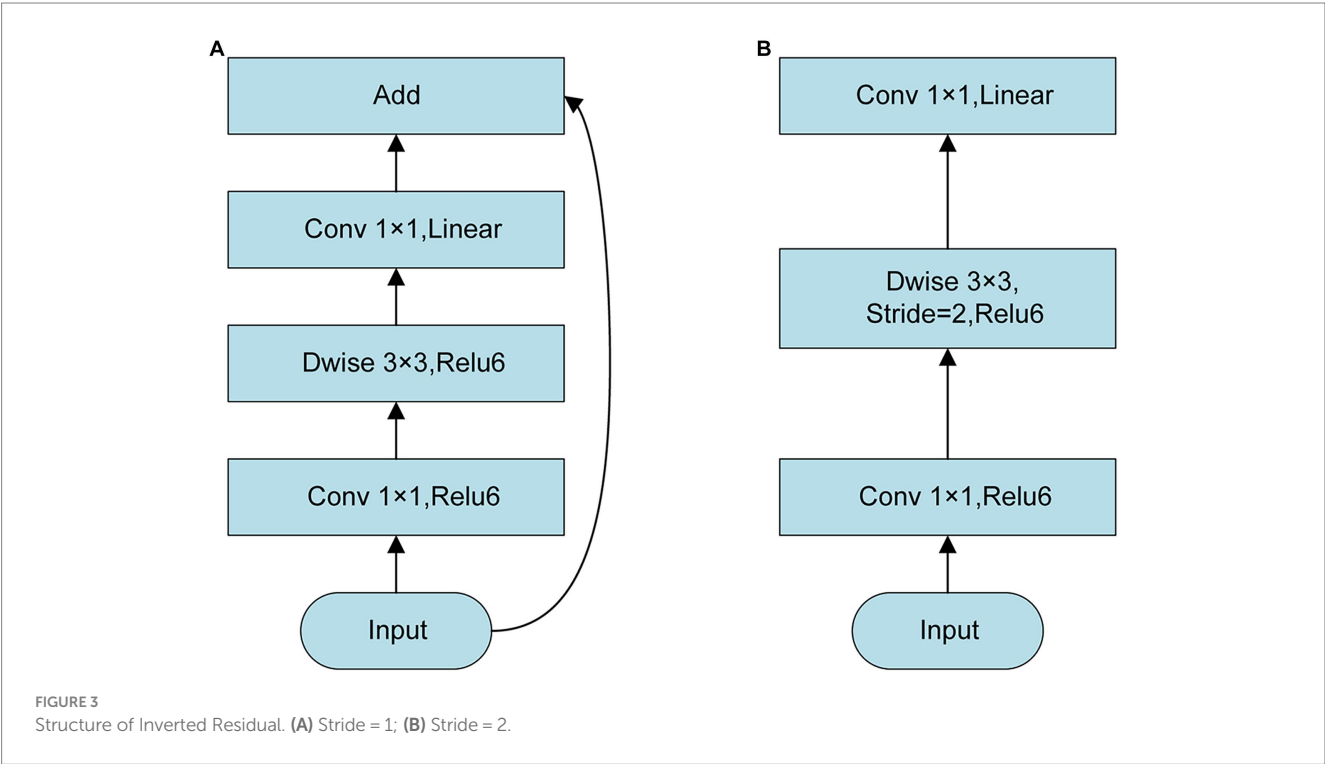 A
Add
Conv 1×1,Linear
Dwise 3×3,Relu6
Conv 1×1,Relu6
Input
B
Conv 1×1,Linear
Dwise 3×3,
Stride=2,Relu6
Conv 1×1,Relu6
Input
FIGURE 3
Structure of Inverted Residual. (A) Stride = 1; (B) Stride = 2.